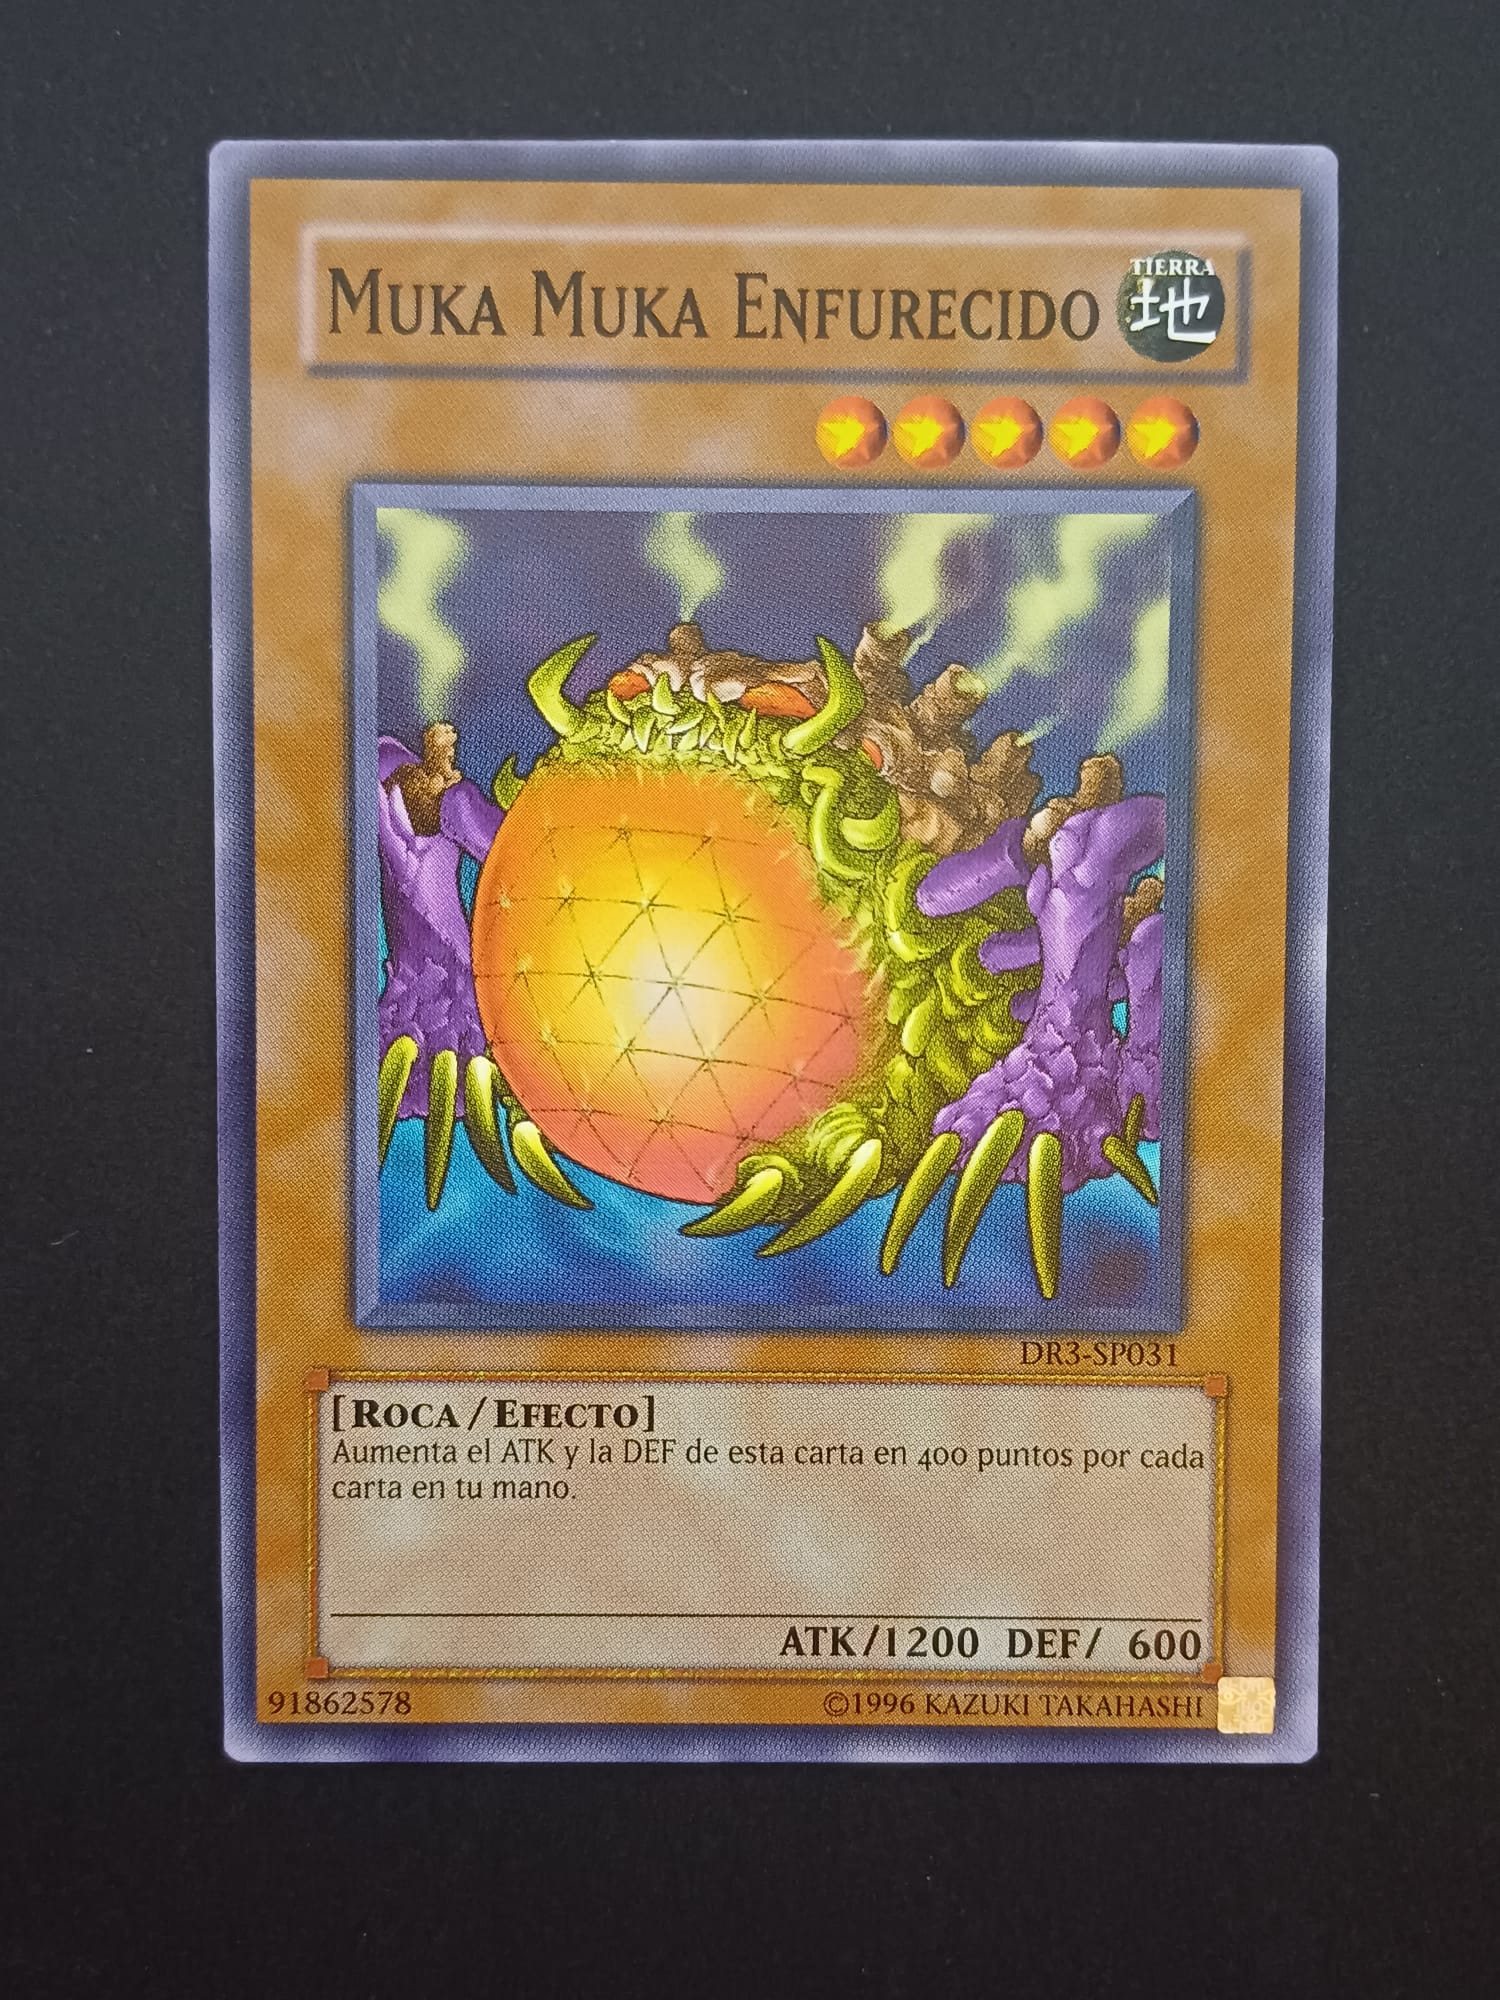 MUKA MUKA ENFURECIDO
TIERRA
地
DR3-SP031
[ROCA/EFECTO]
Aumenta el ATK y la DEF de esta carta en 400 puntos por cada
carta en tu mano.
ATK/1200 DEF/ 600
91862578 ©1996 KAZUKI TAKAHASHI